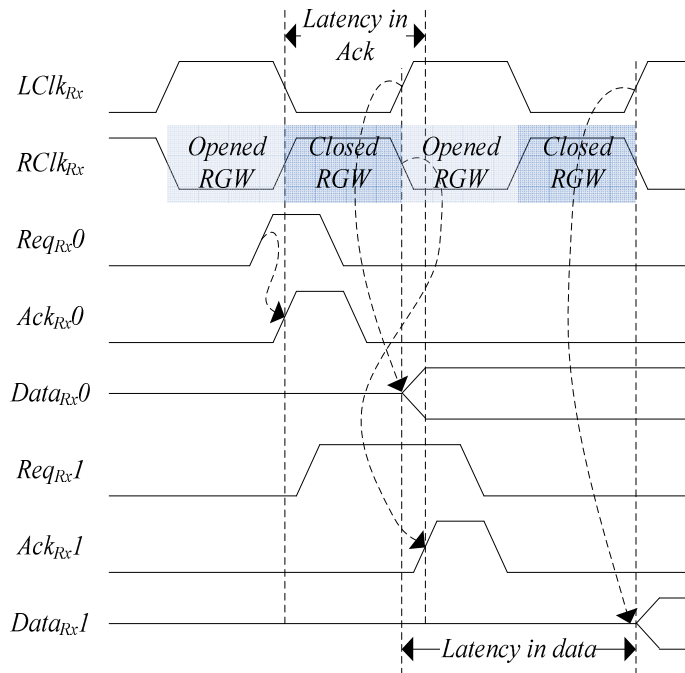 Latency in
Ack
LClkRx
RClkRx
Opened
RGW
Closed
RGW
Opened
RGW
Closed
RGW
ReqRx0
AckRx0
DataRx0
ReqRx1
AckRx1
DataRx1
Latency in data